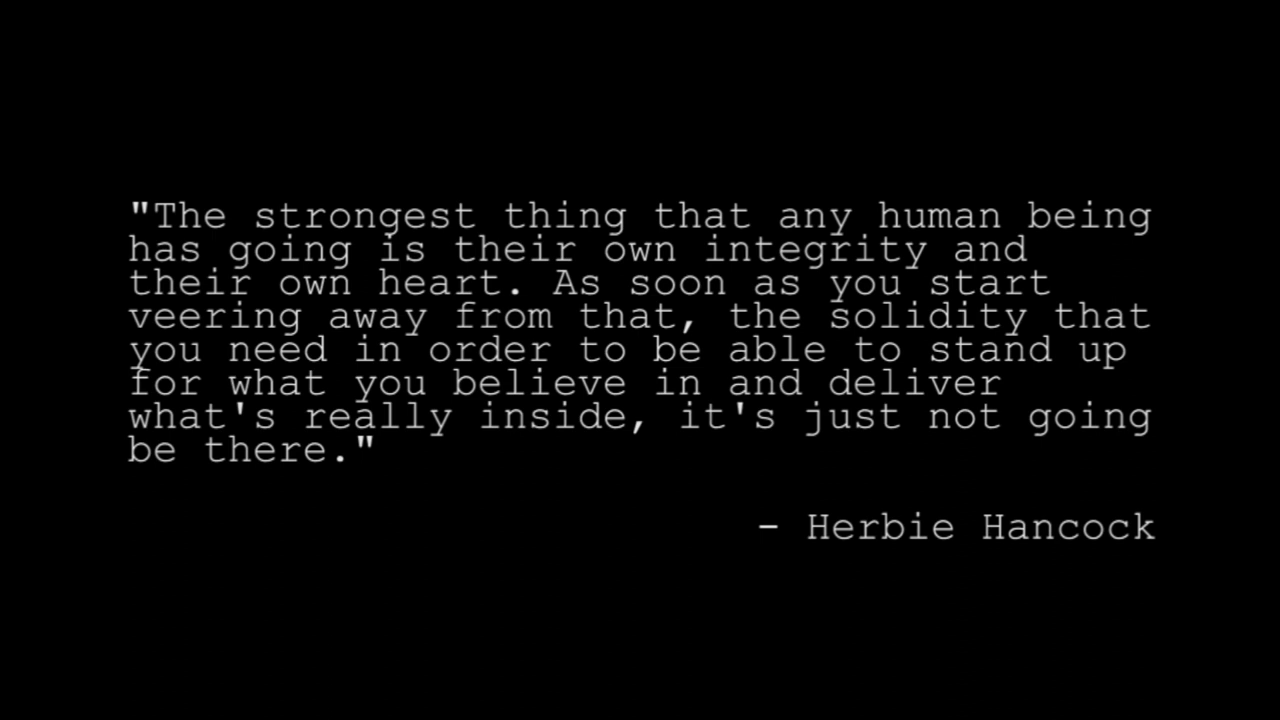 "The strongest thing that any human being
has going is their own integrity and
their own heart. As soon as you start
veering away from that, the solidity that
you need in order to be able to stand up
for what you believe in and deliver
what's really inside, it's just not going
be there."
- Herbie Hancock